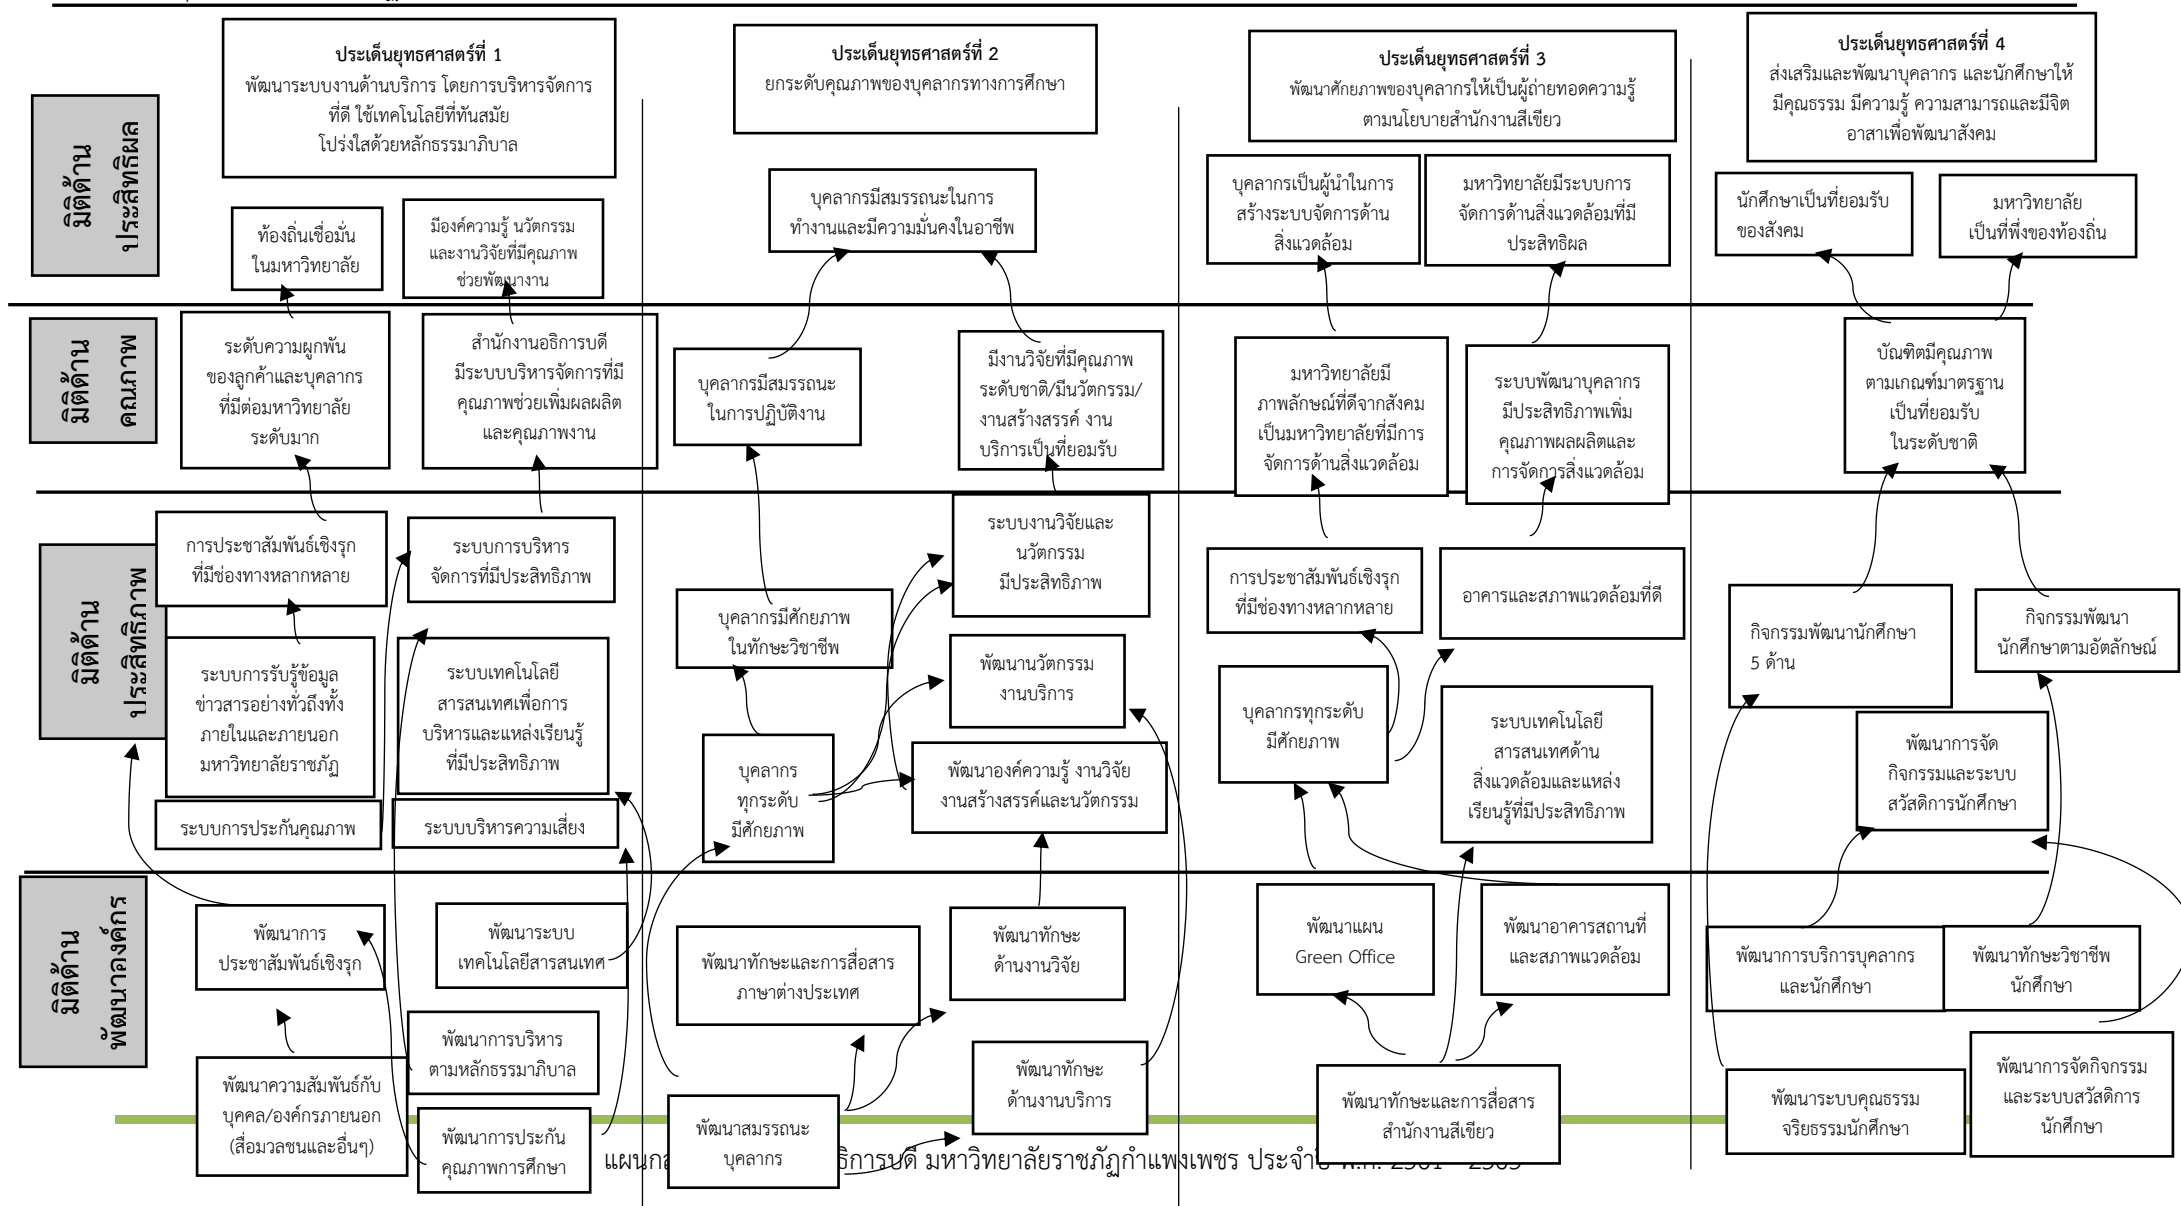 ประเด็นยุทธศาสตร์ที่ 1
พัฒนาระบบงานด้านบริการ โดยการบริหารจัดการ
ที่ดี ใช้เทคโนโลยีที่ทันสมัย
โปร่งใสด้วยหลักธรรมาภิบาล
ประเด็นยุทธศาสตร์ที่ 2
ยกระดับคุณภาพของบุคลากรทางการศึกษา
ประเด็นยุทธศาสตร์ที่ 3
พัฒนาศักยภาพของบุคลากรให้เป็นผู้ถ่ายทอดความรู้
ตามนโยบายสำนักงานสีเขียว
ประเด็นยุทธศาสตร์ที่ 4
ส่งเสริมและพัฒนาบุคลากร และนักศึกษาให้
มีคุณธรรม มีความรู้ ความสามารถและมีจิต
อาสาเพื่อพัฒนาสังคม
มิติด้าน
ประสิทธิผล
ท้องถิ่นเชื่อมั่น
ในมหาวิทยาลัย
มีองค์ความรู้ นวัตกรรม
และงานวิจัยที่มีคุณภาพ
ช่วยพัฒนางาน
บุคลากรมีสมรรถนะในการ
ทำงานและมีความมั่นคงในอาชีพ
บุคลากรเป็นผู้นำในการ
สร้างระบบจัดการด้าน
สิ่งแวดล้อม
มหาวิทยาลัยมีระบบการ
จัดการด้านสิ่งแวดล้อมที่มี
ประสิทธิผล
นักศึกษาเป็นที่ยอมรับ
ของสังคม
มหาวิทยาลัย
เป็นที่พึ่งของท้องถิ่น
มิติด้าน
คุณภาพ
ระดับความผูกพัน
ของลูกค้าและบุคลากร
ที่มีต่อมหาวิทยาลัย
ระดับมาก
สำนักงานอธิการบดี
มีระบบบริหารจัดการที่มี
คุณภาพช่วยเพิ่มผลผลิต
และคุณภาพงาน
บุคลากรมีสมรรถนะ
ในการปฏิบัติงาน
มีงานวิจัยที่มีคุณภาพ
ระดับชาติ/มีนวัตกรรม/
งานสร้างสรรค์ งาน
บริการเป็นที่ยอมรับ
มหาวิทยาลัยมี
ภาพลักษณ์ที่ดีจากสังคม
เป็นมหาวิทยาลัยที่มีการ
จัดการด้านสิ่งแวดล้อม
ระบบพัฒนาบุคลากร
มีประสิทธิภาพเพิ่ม
คุณภาพผลผลิตและ
การจัดการสิ่งแวดล้อม
บัณฑิตมีคุณภาพ
ตามเกณฑ์มาตรฐาน
เป็นที่ยอมรับ
ในระดับชาติ
มิติด้าน
ประสิทธิภาพ
การประชาสัมพันธ์เชิงรุก
ที่มีช่องทางหลากหลาย
ระบบการบริหาร
จัดการที่มีประสิทธิภาพ
ระบบการรับรู้ข้อมูล
ข่าวสารอย่างทั่วถึงทั้ง
ภายในและภายนอก
มหาวิทยาลัยราชภัฏ
ระบบเทคโนโลยี
สารสนเทศเพื่อการ
บริหารและแหล่งเรียนรู้
ที่มีประสิทธิภาพ
ระบบการประกันคุณภาพ
ระบบบริหารความเสี่ยง
บุคลากรมีศักยภาพ
ในทักษะวิชาชีพ
ระบบงานวิจัยและ
นวัตกรรม
มีประสิทธิภาพ
พัฒนานวัตกรรม
งานบริการ
บุคลากร
ทุกระดับ
มีศักยภาพ
พัฒนาองค์ความรู้ งานวิจัย
งานสร้างสรรค์และนวัตกรรม
การประชาสัมพันธ์เชิงรุก
ที่มีช่องทางหลากหลาย
อาคารและสภาพแวดล้อมที่ดี
บุคลากรทุกระดับ
มีศักยภาพ
ระบบเทคโนโลยี
สารสนเทศด้าน
สิ่งแวดล้อมและแหล่ง
เรียนรู้ที่มีประสิทธิภาพ
กิจกรรมพัฒนานักศึกษา
5 ด้าน
กิจกรรมพัฒนา
นักศึกษาตามอัตลักษณ์
พัฒนาการจัด
กิจกรรมและระบบ
สวัสดิการนักศึกษา
มิติด้าน
พัฒนาองค์กร
พัฒนาการ
ประชาสัมพันธ์เชิงรุก
พัฒนาระบบ
เทคโนโลยีสารสนเทศ
พัฒนาการบริหาร
ตามหลักธรรมาภิบาล
พัฒนาความสัมพันธ์กับ
บุคคล/องค์กรภายนอก
(สื่อมวลชนและอื่นๆ)
พัฒนาการประกัน
คุณภาพการศึกษา
พัฒนาทักษะและการสื่อสาร
ภาษาต่างประเทศ
พัฒนาทักษะ
ด้านงานวิจัย
พัฒนาทักษะ
ด้านงานบริการ
พัฒนาสมรรถนะ
บุคลากร
พัฒนาแผน
Green Office
พัฒนาอาคารสถานที่
และสภาพแวดล้อม
พัฒนาทักษะและการสื่อสาร
สำนักงานสีเขียว
พัฒนาการบริการบุคลากร
และนักศึกษา
พัฒนาทักษะวิชาชีพ
นักศึกษา
พัฒนาระบบคุณธรรม
จริยธรรมนักศึกษา
พัฒนาการจัดกิจกรรม
และระบบสวัสดิการ
นักศึกษา
ธิการบดี มหาวิทยาลัยราชภัฏกำแพงเพชร ประจำปี